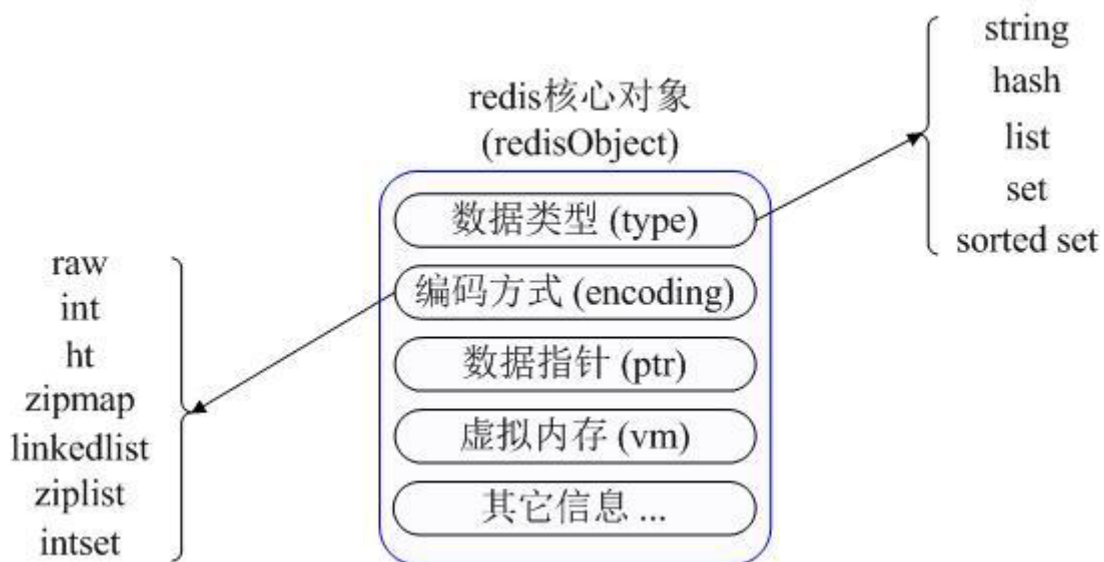 redis核心对象
(redisObject)
数据类型 (type)
编码方式 (encoding)
数据指针 (ptr)
虚拟内存 (vm)
其它信息 ...
string
hash
list
set
sorted set
raw
int
ht
zipmap
linkedlist
ziplist
intset